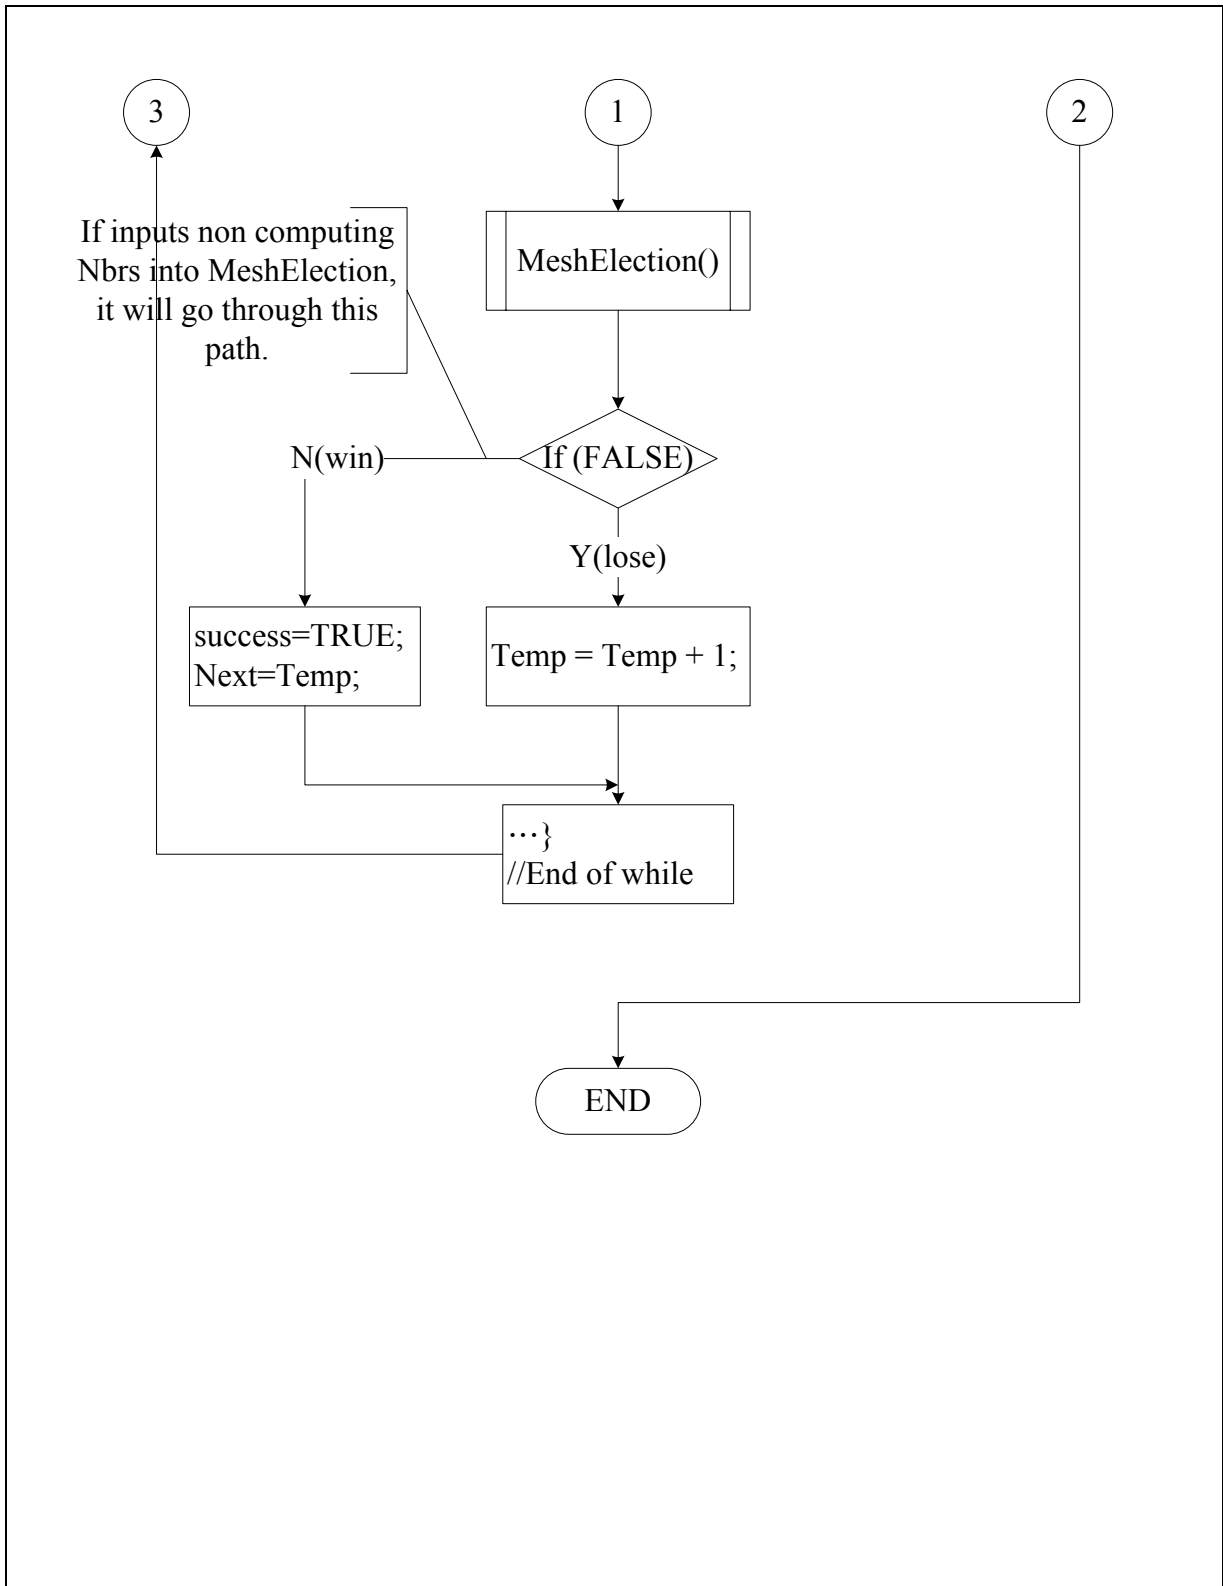 3
1
2
If inputs non computing
Nbrs into MeshElection,
it will go through this
path.
MeshElection()
If (FALSE)
N(win)
Y(lose)
success=TRUE;
Next=Temp;
Temp = Temp + 1;
···}
//End of while
END